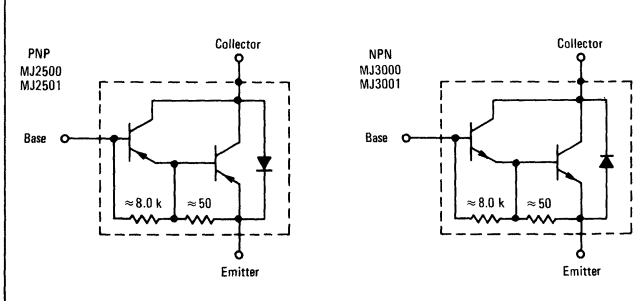 PNP
MJ2500
MJ2501
Collector
Base
≈8.0 k
≈50
Emitter
NPN
MJ3000
MJ3001
Collector
Base
≈8.0 k
≈50
Emitter